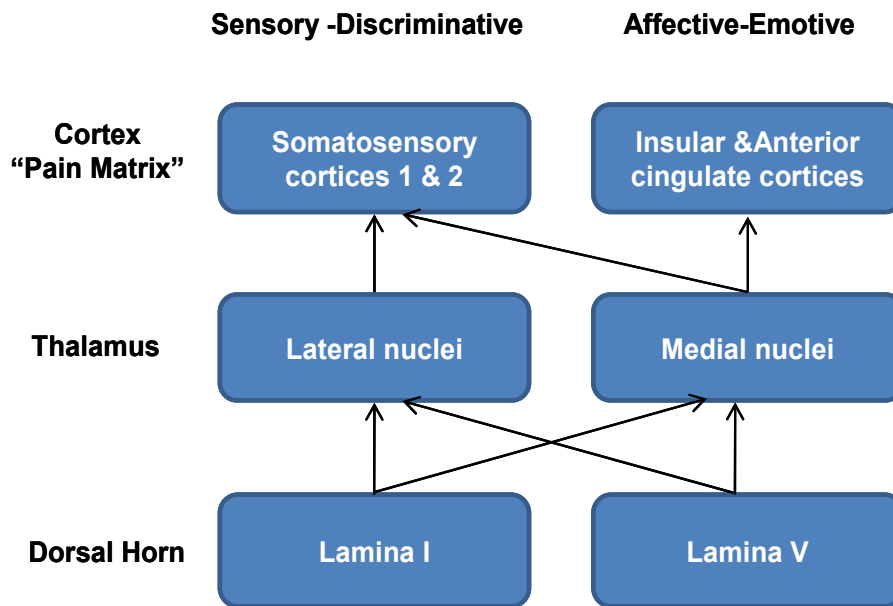 Sensory -Discriminative
Affective-Emotive
Cortex
“Pain Matrix”
Somatosensory
cortices 1 & 2
Insular &Anterior
cingulate cortices
Thalamus
Lateral nuclei
Medial nuclei
Dorsal Horn
Lamina I
Lamina V